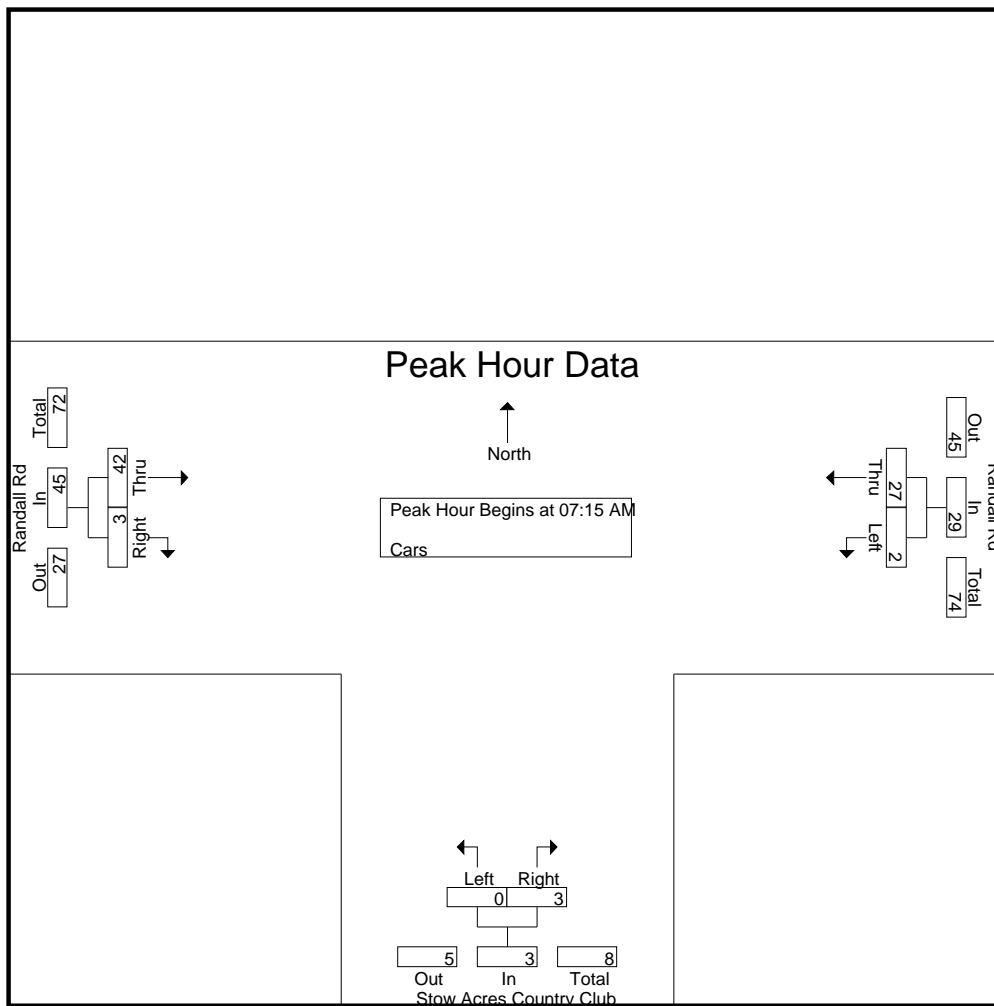 Peak Hour Data
North
Peak Hour Begins at 07:15 AM
Cars
Randall Rd
Total
72
In
45
Out
27
42
Thru
3
Right
Randall Rd
Out
45
In
29
Total
74
Thru
27
Left
2
Left Right
0 3
5 3 8
Out In Total
Stow Acres Country Club